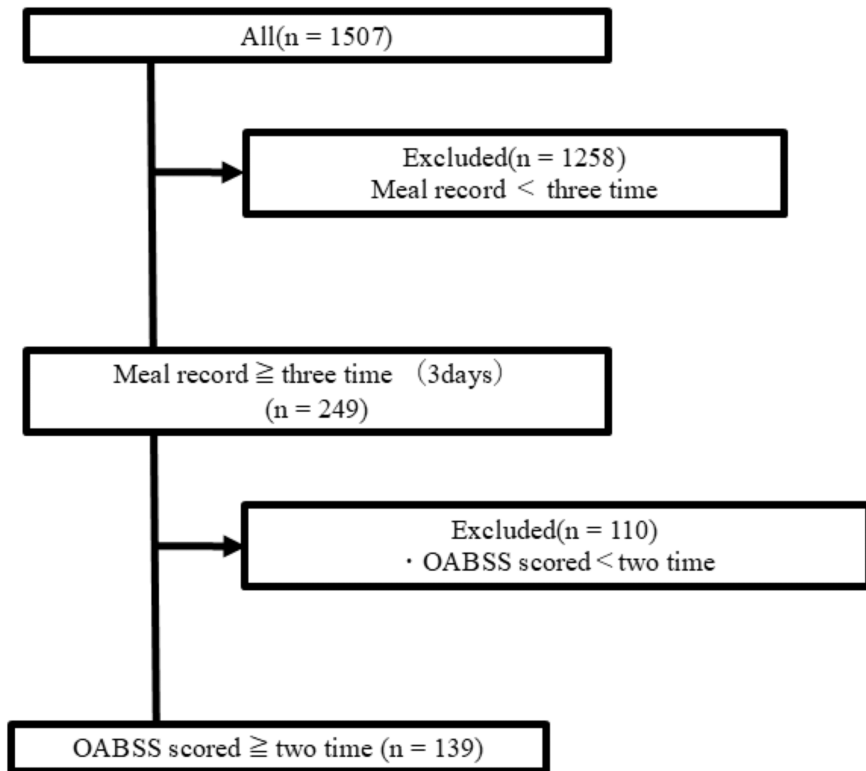 All(n = 1507)
Excluded(n = 1258)
Meal record ＜ three time
Meal record ≧ three time （3days）
(n = 249)
Excluded(n = 110)
・OABSS scored＜two time
OABSS scored ≧ two time (n = 139)